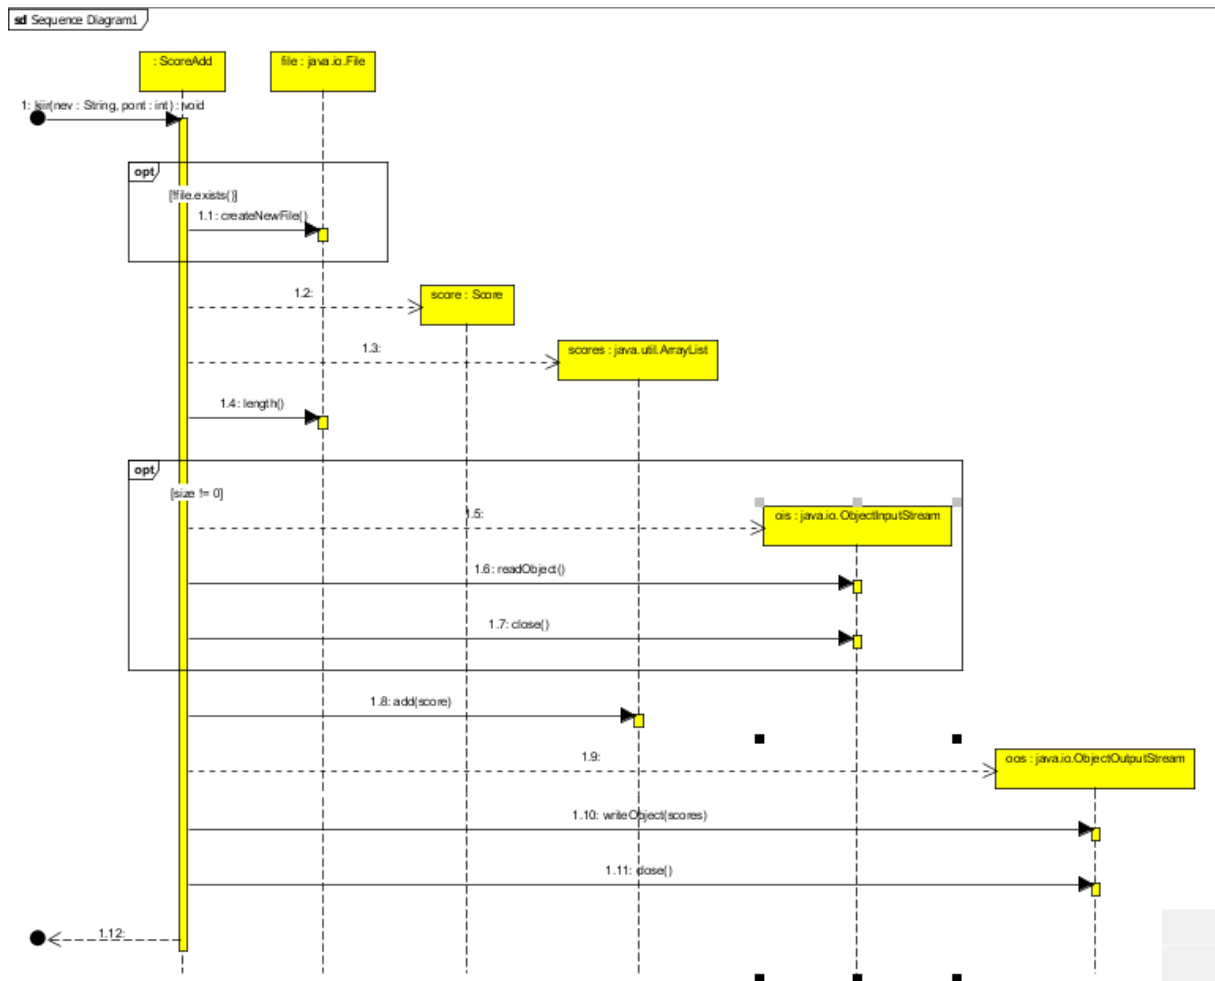 sd Sequence Diagram1
: ScoreAdd
file : java.io.File
1: kiir(nev : String, pont : int) : void
opt
[!file.exists()]
1.1: createNewFile()
1.2:
score : Score
1.3:
scores : java.util.ArrayList
1.4: length()
opt
[size != 0]
1.5:
ois : java.io.ObjectInputStream
1.6: readObject()
1.7: close()
1.8: add(score)
1.9:
oos : java.io.ObjectOutputStream
1.10: writeObject(scores)
1.11: close()
1.12: